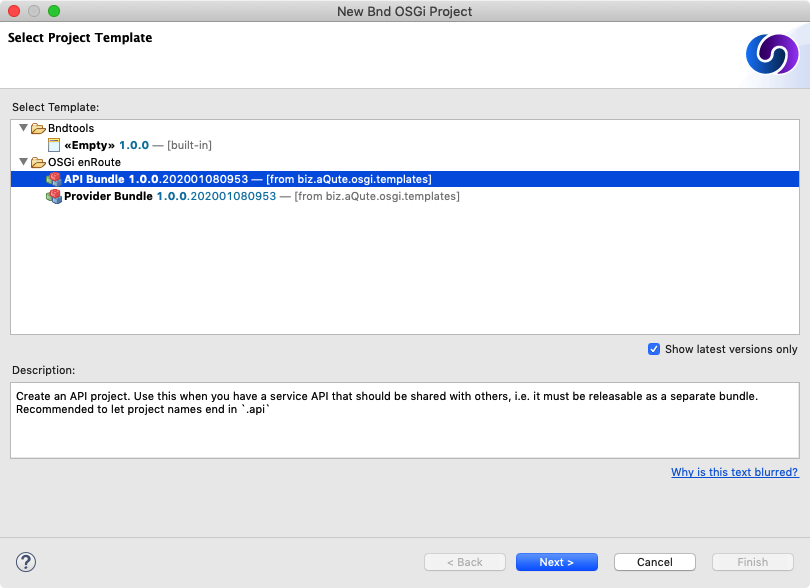 New Bnd OSGi Project
Select Project Template
Select Template:
Bndtools
«Empty» 1.0.0 — [built-in]
OSGi enRoute
API Bundle 1.0.0.202001080953 — [from biz.aQute.osgi.templates]
Provider Bundle 1.0.0.202001080953 — [from biz.aQute.osgi.templates]
Show latest versions only
Description:
Create an API project. Use this when you have a service API that should be shared with others, i.e. it must be releasable as a separate bundle.
Recommended to let project names end in `.api`
Why is this text blurred?
?
< Back
Next >
Cancel
Finish